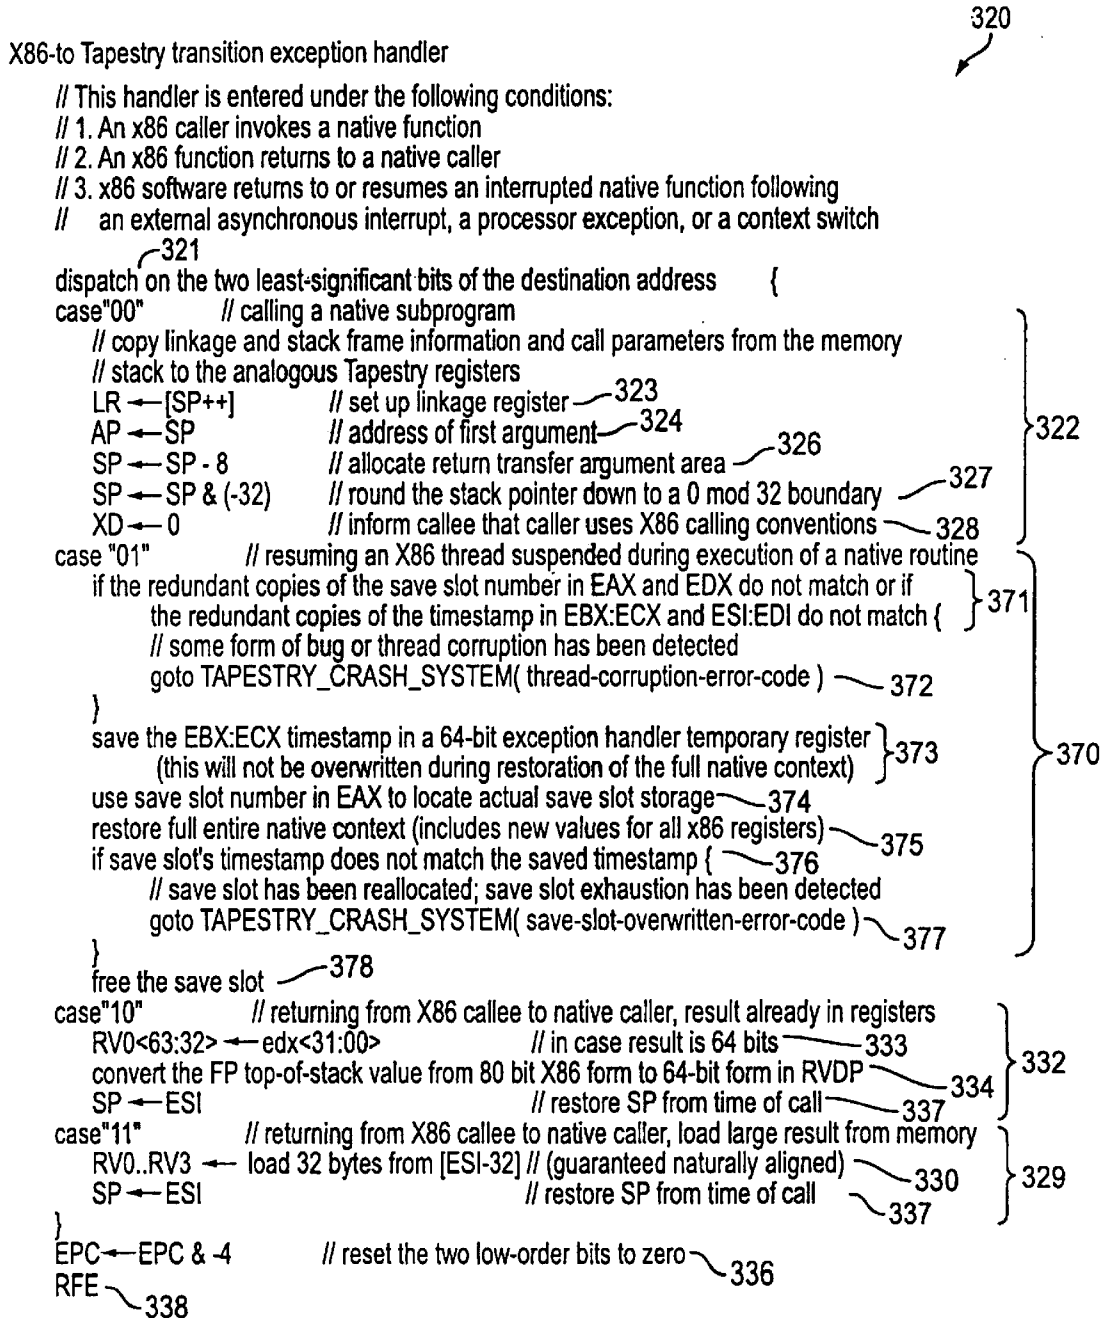 320
X86-to Tapestry transition exception handler
// This handler is entered under the following conditions:
// 1. An x86 caller invokes a native function
// 2. An x86 function returns to a native caller
// 3. x86 software returns to or resumes an interrupted native function following
// an external asynchronous interrupt, a processor exception, or a context switch
321
dispatch on the two least-significant bits of the destination address {
case"00" // calling a native subprogram
// copy linkage and stack frame information and call parameters from the memory
// stack to the analogous Tapestry registers
LR ← [SP++] // set up linkage register 323
AP ← SP // address of first argument 324
SP ← SP - 8 // allocate return transfer argument area 326
SP ← SP & (-32) // round the stack pointer down to a 0 mod 32 boundary 327
XD ← 0 // inform callee that caller uses X86 calling conventions 328
322
case "01" // resuming an X86 thread suspended during execution of a native routine
if the redundant copies of the save slot number in EAX and EDX do not match or if
the redundant copies of the timestamp in EBX:ECX and ESI:EDI do not match { 371
// some form of bug or thread corruption has been detected
goto TAPESTRY_CRASH_SYSTEM( thread-corruption-error-code ) 372
}
save the EBX:ECX timestamp in a 64-bit exception handler temporary register
(this will not be overwritten during restoration of the full native context) 373
use save slot number in EAX to locate actual save slot storage 374
restore full entire native context (includes new values for all x86 registers) 375
if save slot's timestamp does not match the saved timestamp { 376
// save slot has been reallocated; save slot exhaustion has been detected
goto TAPESTRY_CRASH_SYSTEM( save-slot-overwritten-error-code ) 377
}
free the save slot 378
370
case"10" // returning from X86 callee to native caller, result already in registers
RV0<63:32> ← edx<31:00> // in case result is 64 bits 333
convert the FP top-of-stack value from 80 bit X86 form to 64-bit form in RVDP 334
SP ← ESI // restore SP from time of call 337
332
case"11" // returning from X86 callee to native caller, load large result from memory
RV0..RV3 ← load 32 bytes from [ESI-32] // (guaranteed naturally aligned) 330
SP ← ESI // restore SP from time of call 337
329
}
EPC ← EPC & -4 // reset the two low-order bits to zero 336
RFE 338